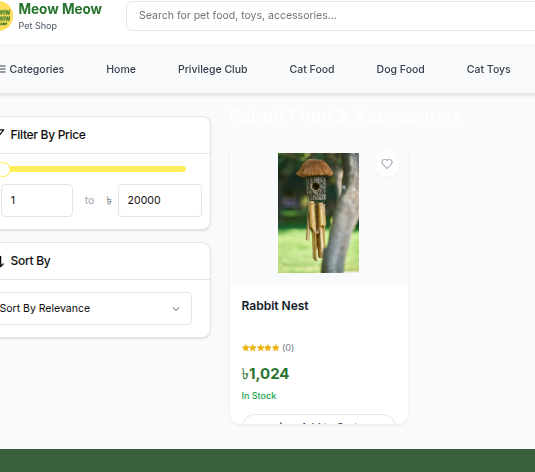 Meow Meow
Pet Shop
Search for pet food, toys, accessories...
Categories
Home
Privilege Club
Cat Food
Dog Food
Cat Toys
Rabbit Food & Accessories
Filter By Price
1
to
৳
20000
Sort By
Sort By Relevance
Rabbit Nest
(0)
৳1,024
In Stock